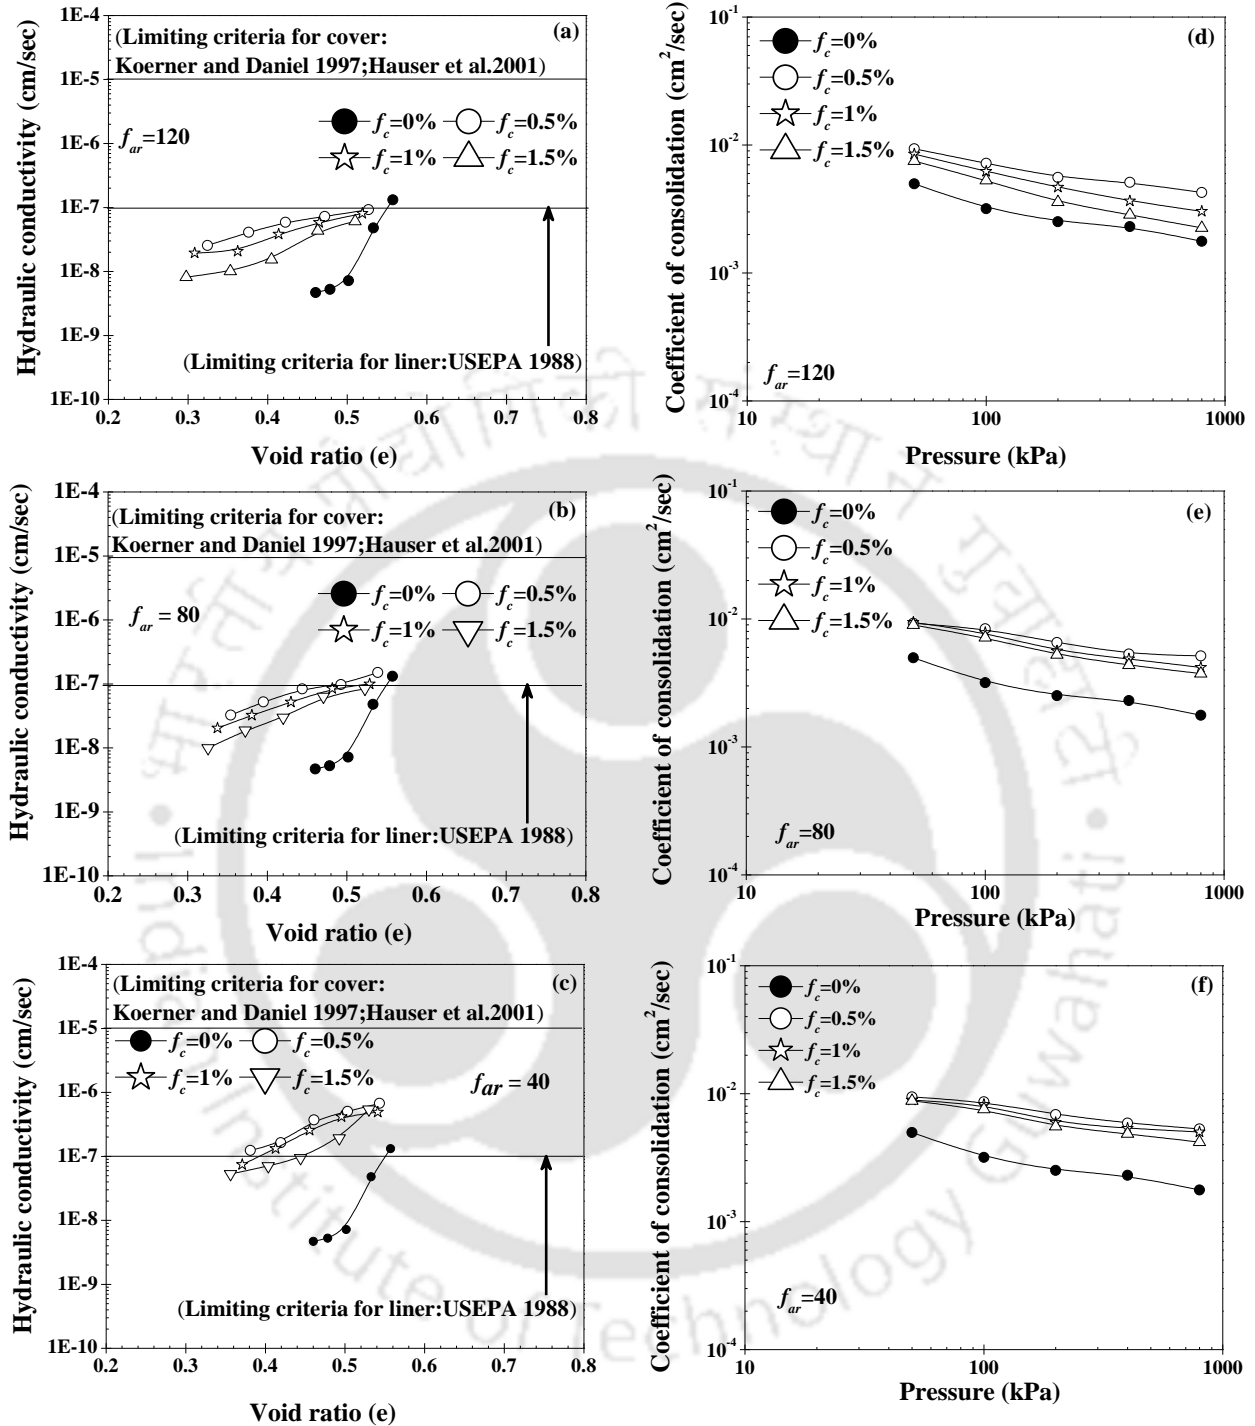 (a)
(Limiting criteria for cover:
Koerner and Daniel 1997;Hauser et al.2001)
f_ar=120
f_c=0% f_c=0.5%
f_c=1% f_c=1.5%
(Limiting criteria for liner:USEPA 1988)
1E-4
1E-5
1E-6
1E-7
1E-8
1E-9
1E-10
0.2 0.3 0.4 0.5 0.6 0.7 0.8
Hydraulic conductivity (cm/sec)
Void ratio (e)
(d)
f_c=0%
f_c=0.5%
f_c=1%
f_c=1.5%
f_ar=120
10^-1
10^-2
10^-3
10^-4
10 100 1000
Coefficient of consolidation (cm^2/sec)
Pressure (kPa)
(b)
(Limiting criteria for cover:
Koerner and Daniel 1997;Hauser et al.2001)
f_ar = 80
f_c=0% f_c=0.5%
f_c=1% f_c=1.5%
(Limiting criteria for liner:USEPA 1988)
1E-4
1E-5
1E-6
1E-7
1E-8
1E-9
1E-10
0.2 0.3 0.4 0.5 0.6 0.7 0.8
Hydraulic conductivity (cm/sec)
Void ratio (e)
(e)
f_c=0%
f_c=0.5%
f_c=1%
f_c=1.5%
f_ar=80
10^-1
10^-2
10^-3
10^-4
10 100 1000
Coefficient of consolidation (cm^2/sec)
Pressure (kPa)
(c)
(Limiting criteria for cover:
Koerner and Daniel 1997;Hauser et al.2001)
f_c=0% f_c=0.5%
f_c=1% f_c=1.5%
f_ar = 40
(Limiting criteria for liner:USEPA 1988)
1E-4
1E-5
1E-6
1E-7
1E-8
1E-9
1E-10
0.2 0.3 0.4 0.5 0.6 0.7 0.8
Hydraulic conductivity (cm/sec)
Void ratio (e)
(f)
f_c=0%
f_c=0.5%
f_c=1%
f_c=1.5%
f_ar=40
10^-1
10^-2
10^-3
10^-4
10 100 1000
Coefficient of consolidation (cm^2/sec)
Pressure (kPa)
Indian Institute of Technology Guwahati